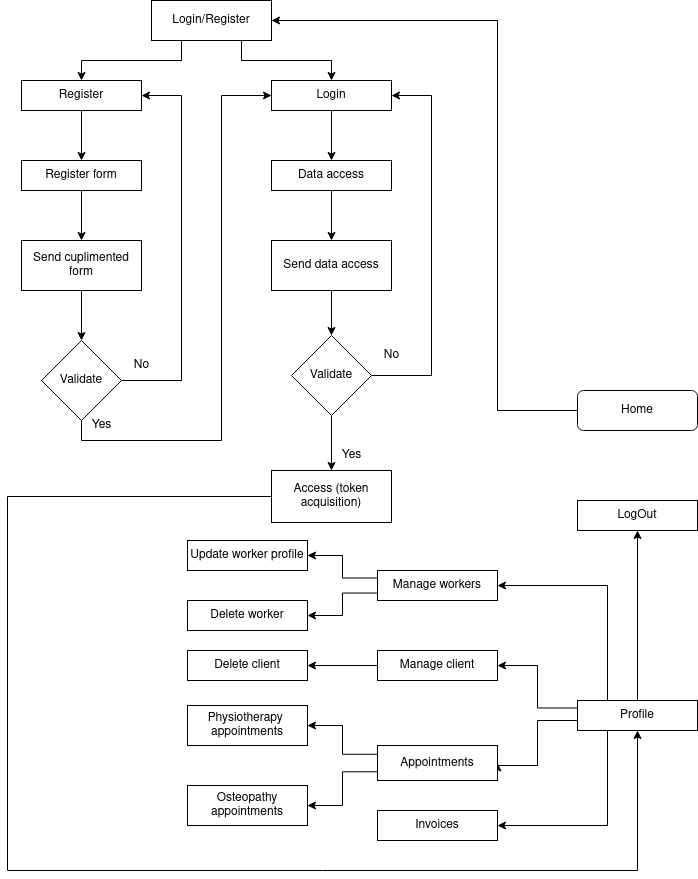 Login/Register
Register
Login
Register form
Data access
Send cuplimented
form
Send data access
No
Validate
No
Validate
Yes
Home
Yes
Access (token
acquisition)
LogOut
Update worker profile
Manage workers
Delete worker
Delete client
Manage client
Profile
Physiotherapy
appointments
Appointments
Osteopathy
appointments
Invoices